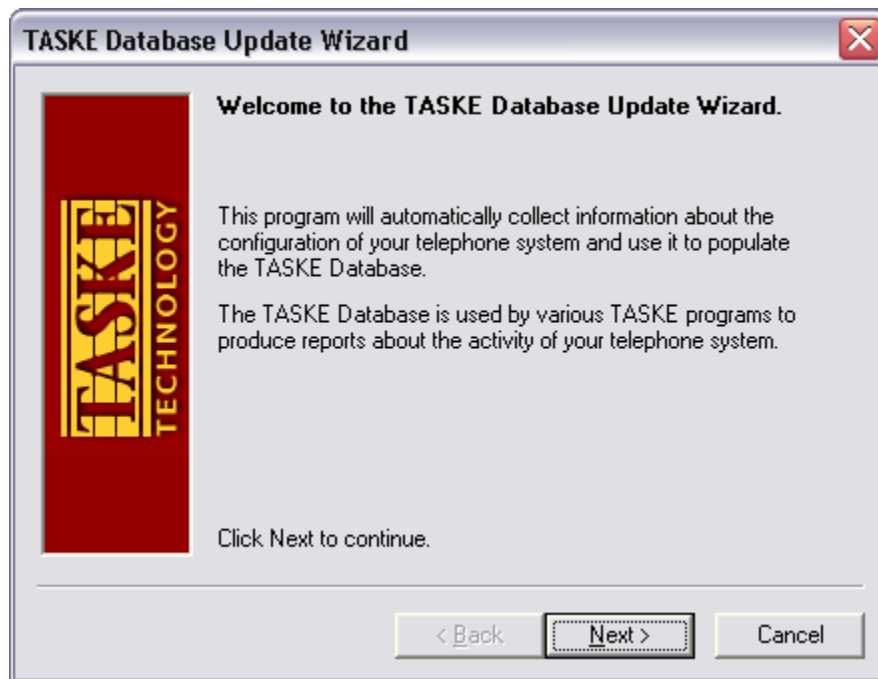 TASKE Database Update Wizard
TASKE
TECHNOLOGY
Welcome to the TASKE Database Update Wizard.
This program will automatically collect information about the
configuration of your telephone system and use it to populate
the TASKE Database.
The TASKE Database is used by various TASKE programs to
produce reports about the activity of your telephone system.
Click Next to continue.
< Back
Next >
Cancel